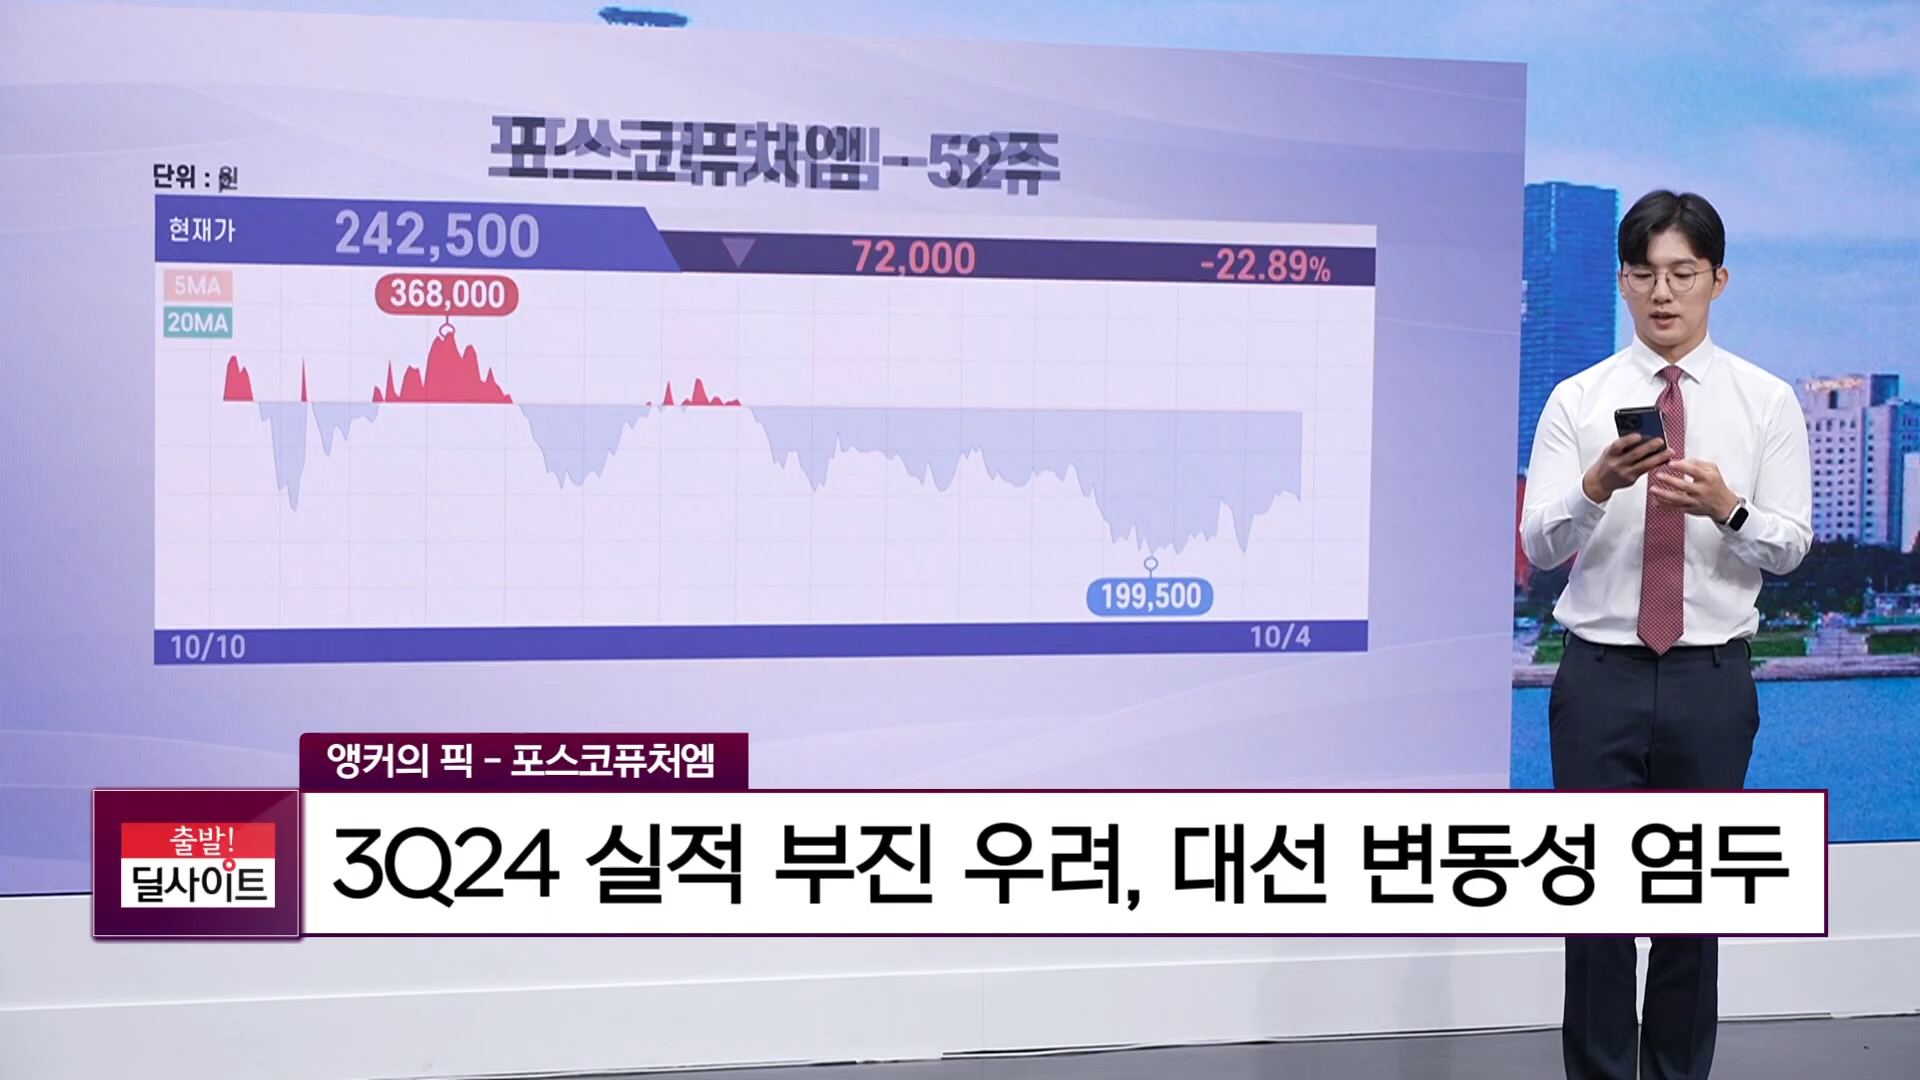 포스코퓨처엠 - 52주
단위 : 원
현재가 242,500 ▼ 72,000 -22.89%
5MA
20MA
368,000
199,500
10/10 10/4
앵커의 픽 - 포스코퓨처엠
출발!
딜사이트
3Q24 실적 부진 우려, 대선 변동성 염두